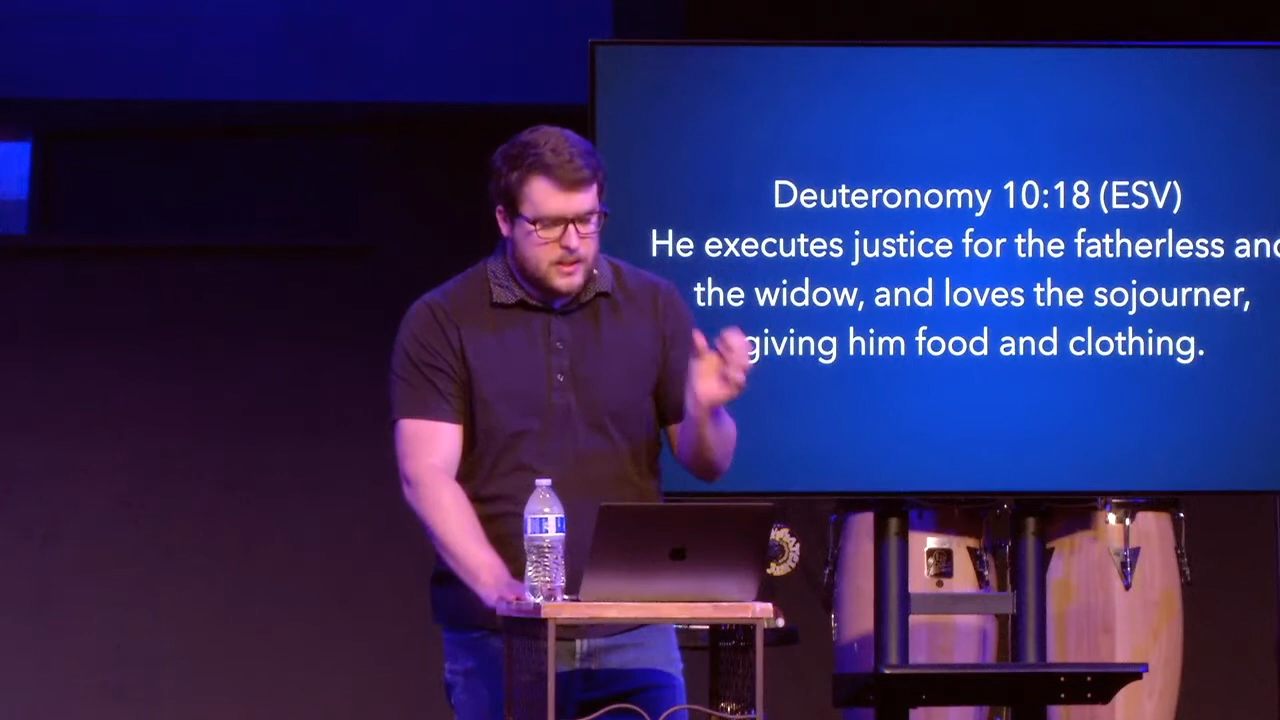 Deuteronomy 10:18 (ESV)
He executes justice for the fatherless and
the widow, and loves the sojourner,
giving him food and clothing.